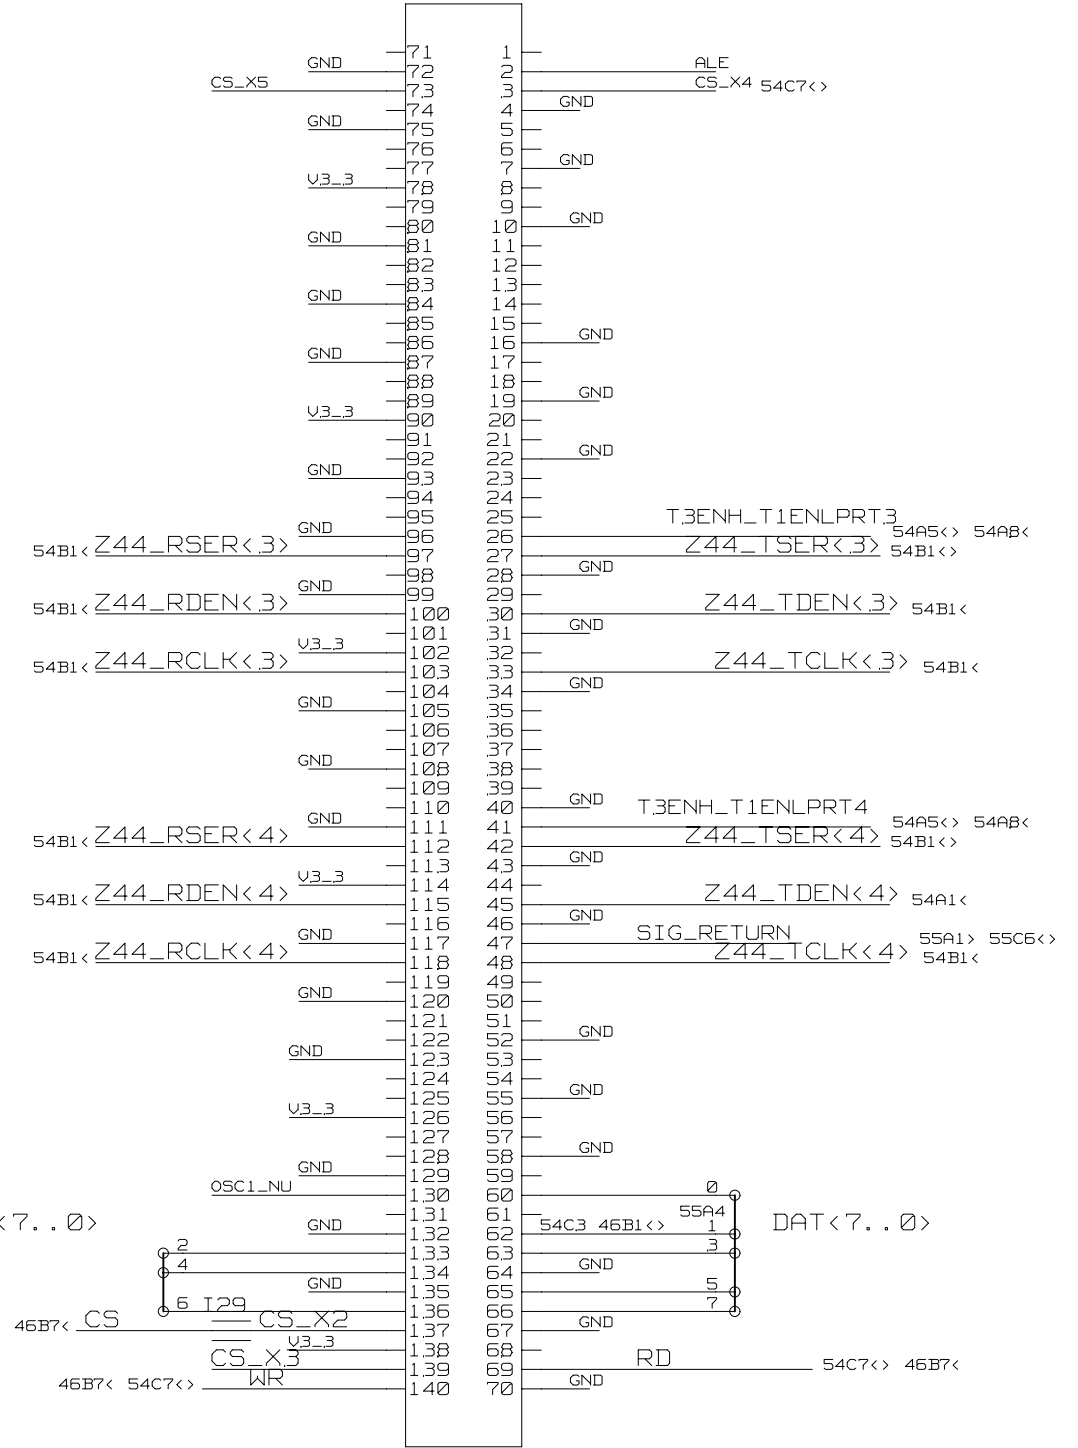 71 1
GND 72 2 ALE
CS_X5 73 3 CS_X4 54C7<>
74 4 GND
GND 75 5
76 6
77 7 GND
V3_3 78 8
79 9
80 10 GND
GND 81 11
82 12
83 13
GND 84 14
85 15
86 16 GND
GND 87 17
88 18
89 19 GND
V3_3 90 20
91 21
92 22 GND
GND 93 23
94 24
95 25
GND 96 26 T3ENH_T1ENLPRT3 54A5<> 54A8<
54B1< Z44_RSER<3> 97 27 Z44_TSER<3> 54B1<>
98 28 GND
GND 99 29
54B1< Z44_RDEN<3> 100 30 Z44_TDEN<3> 54B1<
101 31 GND
V3_3 102 32
54B1< Z44_RCLK<3> 103 33 Z44_TCLK<3> 54B1<
104 34 GND
GND 105 35
106 36
107 37
GND 108 38
109 39
110 40 GND
GND 111 41 T3ENH_T1ENLPRT4 54A5<> 54A8<
54B1< Z44_RSER<4> 112 42 Z44_TSER<4> 54B1<>
113 43 GND
V3_3 114 44
54B1< Z44_RDEN<4> 115 45 Z44_TDEN<4> 54A1<
116 46 GND
GND 117 47 SIG_RETURN 55A1> 55C6<>
54B1< Z44_RCLK<4> 118 48 Z44_TCLK<4> 54B1<
119 49
GND 120 50
121 51
122 52 GND
GND 123 53
124 54
125 55 GND
V3_3 126 56
127 57
128 58 GND
GND 129 59
OSC1_NU 130 60 0
131 61 55A4
<7..0> GND 132 62 54C3 46B1<> 1 DAT<7..0>
2 133 63 3
4 134 64 GND
GND 135 65 5
6 I29 136 66 7
46B7< CS CS_X2 137 67 GND
V3_3 138 68
CS_X3 139 69 RD 54C7<> 46B7<
46B7< 54C7<> WR 140 70 GND